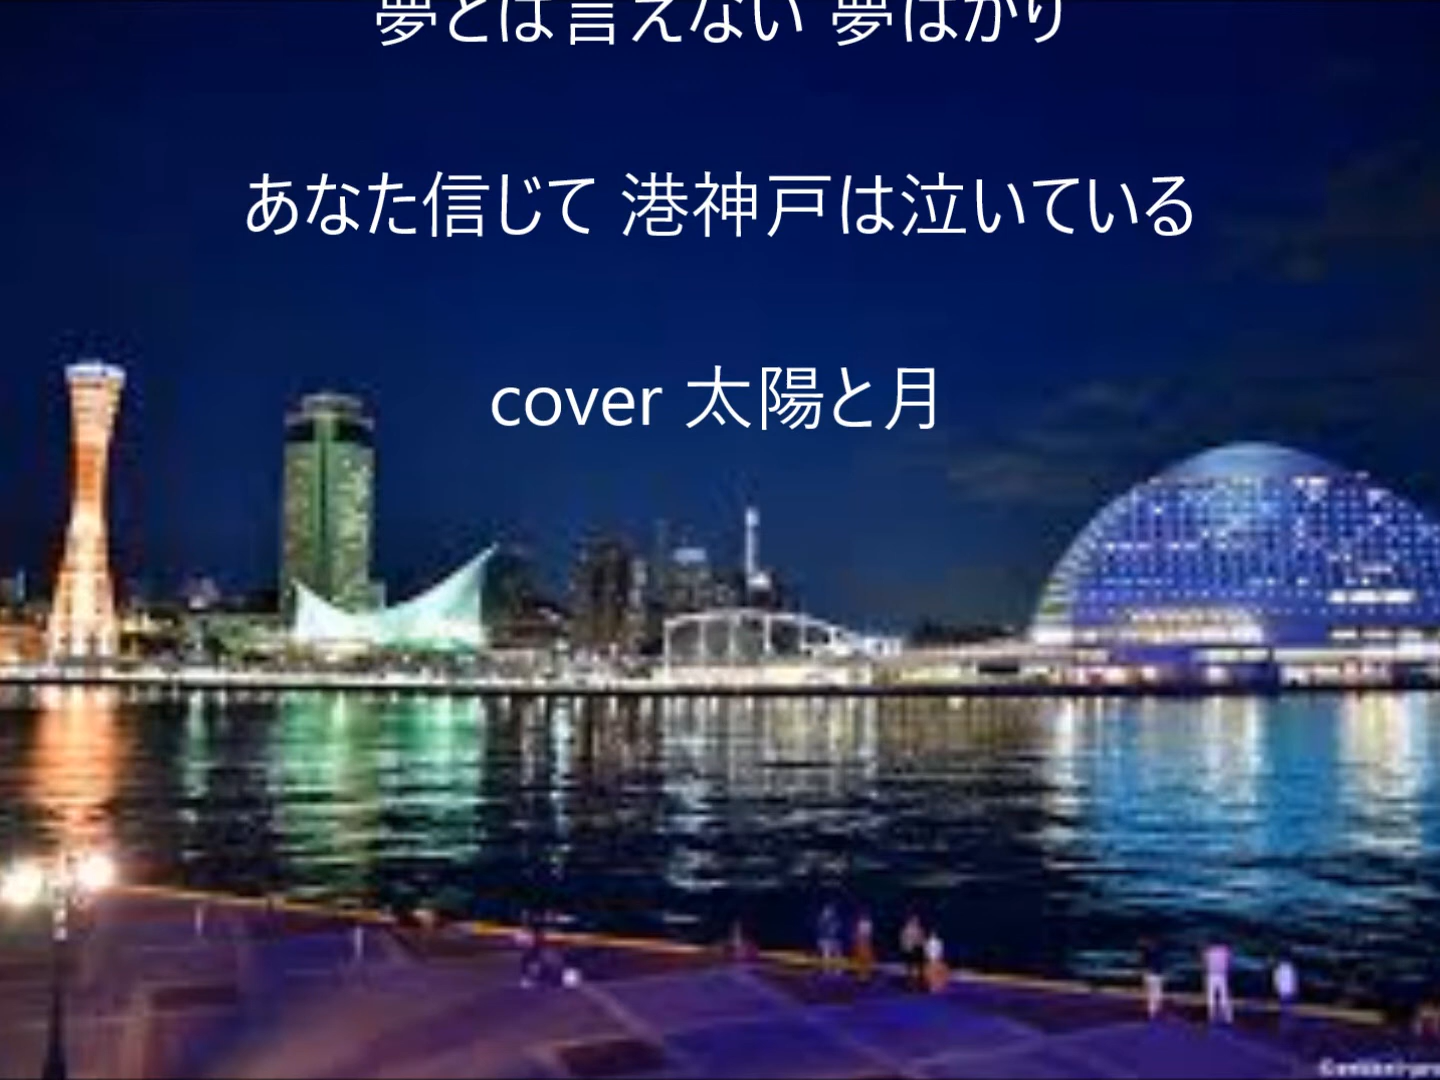 夢とは言えない 夢ばかり
あなた信じて 港神戸は泣いている
cover 太陽と月